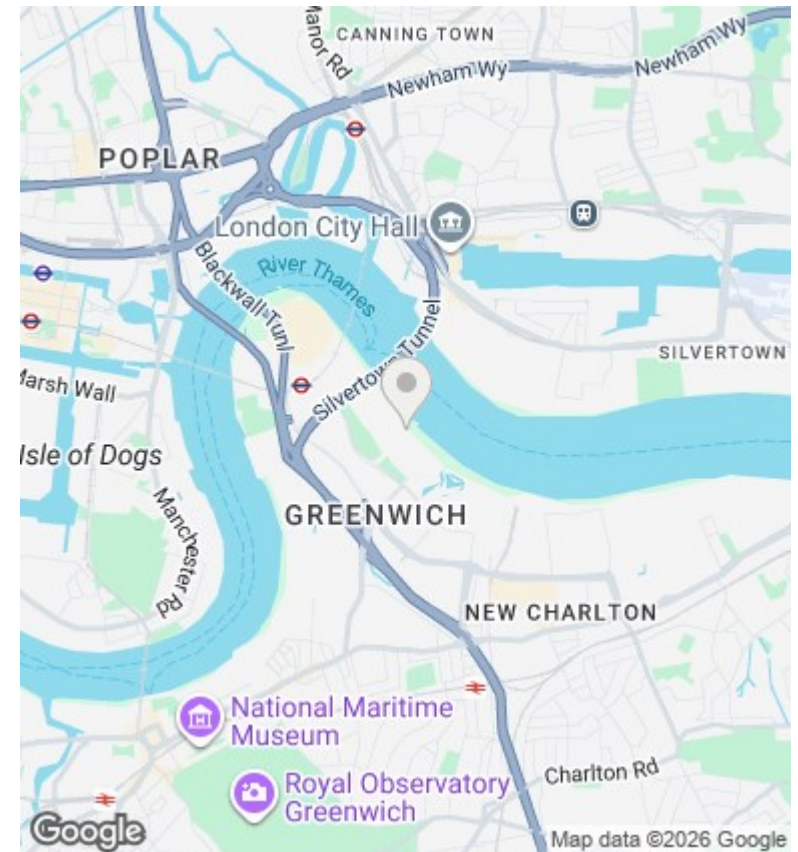 Manor Rd
CANNING TOWN
Newham Wy
Newham Wy
POPLAR
London City Hall
River Thames
Blackwall Tunl
Silvertown Tunnel
SILVERTOWN
Marsh Wall
Isle of Dogs
Manchester Rd
GREENWICH
NEW CHARLTON
National Maritime
Museum
Royal Observatory
Greenwich
Charlton Rd
Google
Map data ©2026 Google